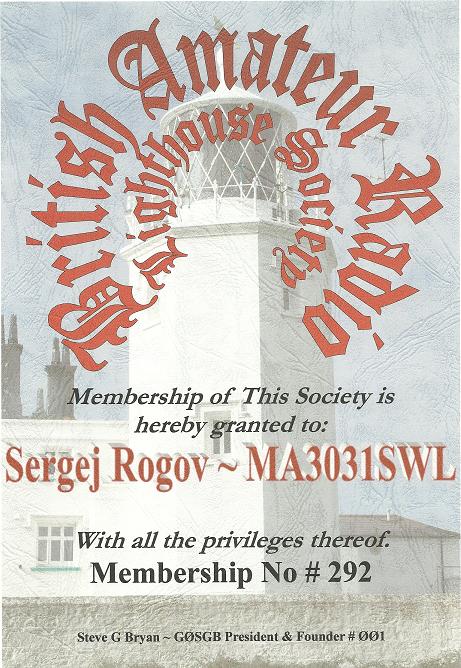 British Amateur Radio
Lighthouse Society
Membership of This Society is
hereby granted to:
Sergej Rogov ~ MA3031SWL
With all the privileges thereof.
Membership No # 292
Steve G Bryan ~ GØSGB President & Founder # ØØ1